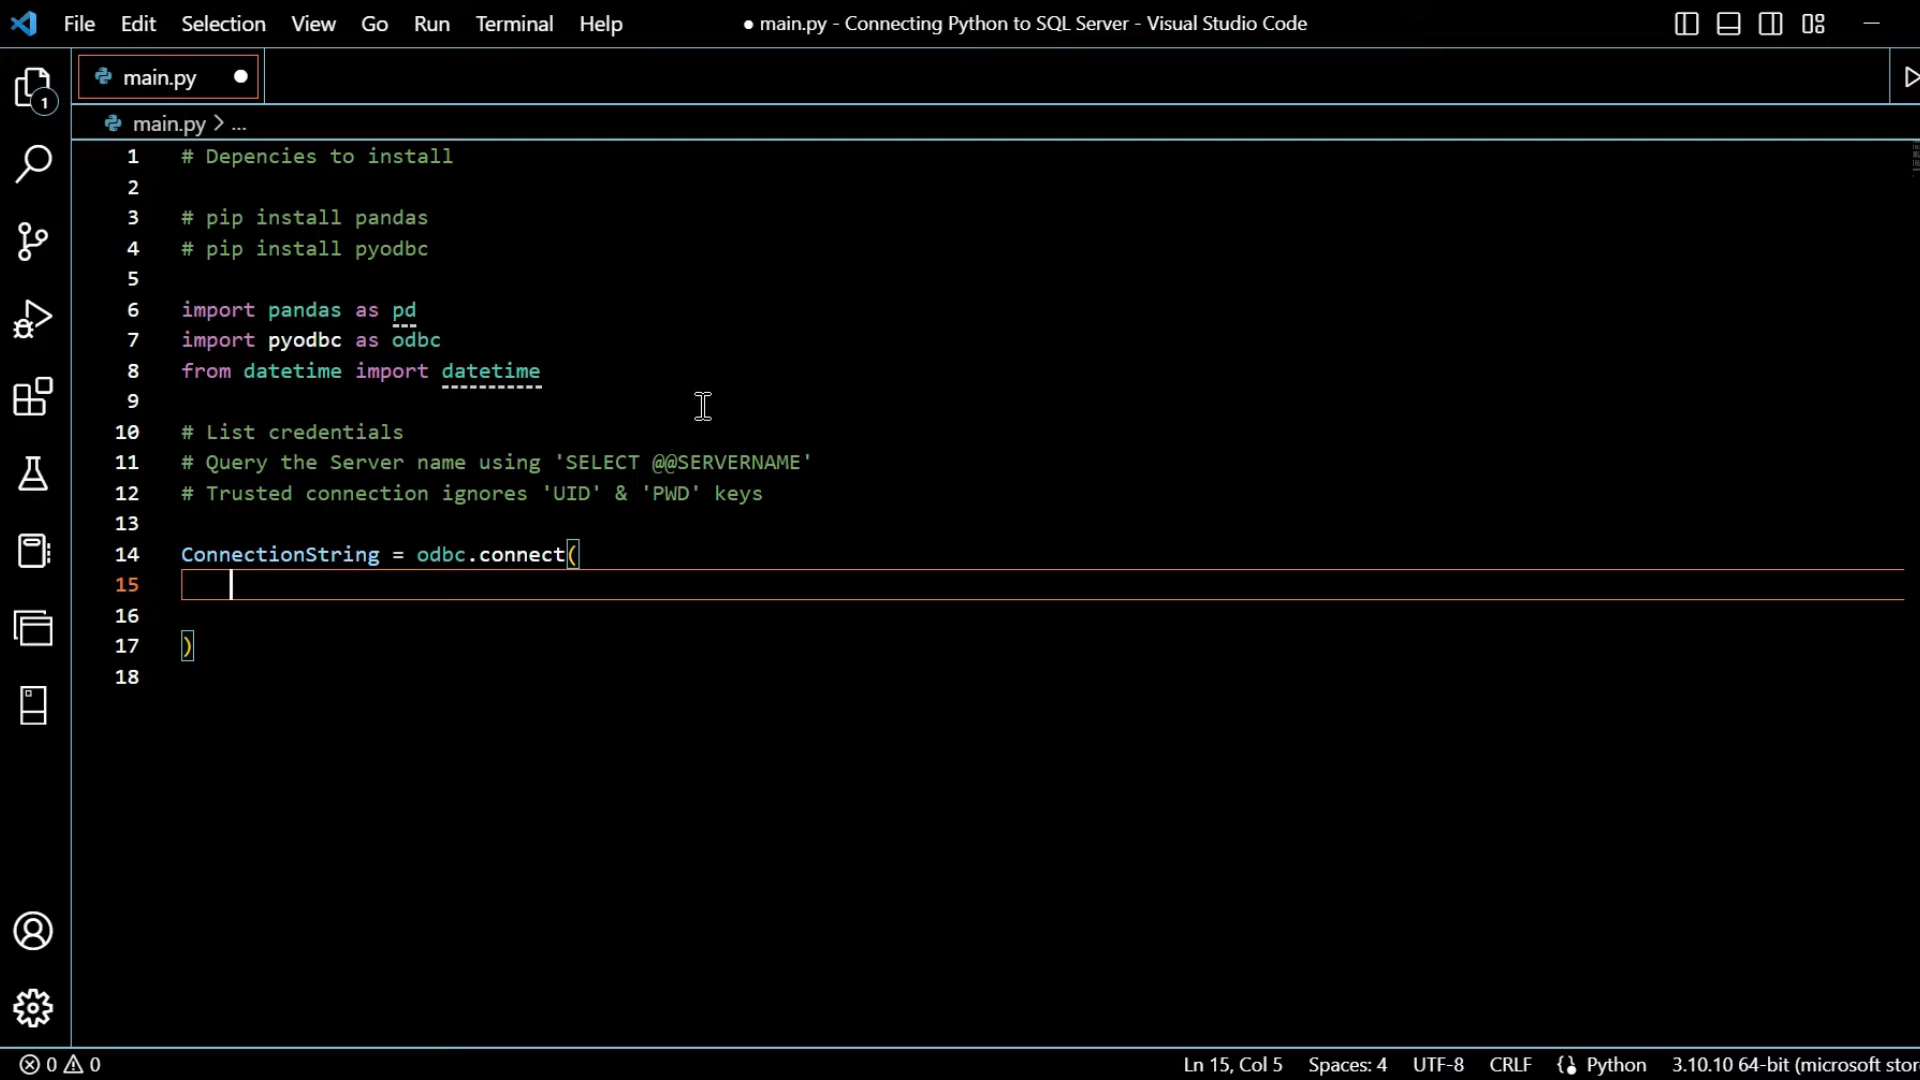 File Edit Selection View Go Run Terminal Help
● main.py - Connecting Python to SQL Server - Visual Studio Code
1
main.py ●
main.py > ...
1 # Depencies to install
2
3 # pip install pandas
4 # pip install pyodbc
5
6 import pandas as pd
7 import pyodbc as odbc
8 from datetime import datetime
9
10 # List credentials
11 # Query the Server name using 'SELECT @@SERVERNAME'
12 # Trusted connection ignores 'UID' & 'PWD' keys
13
14 ConnectionString = odbc.connect(
15
16
17 )
18
0 0 Ln 15, Col 5 Spaces: 4 UTF-8 CRLF Python 3.10.10 64-bit (microsoft stor